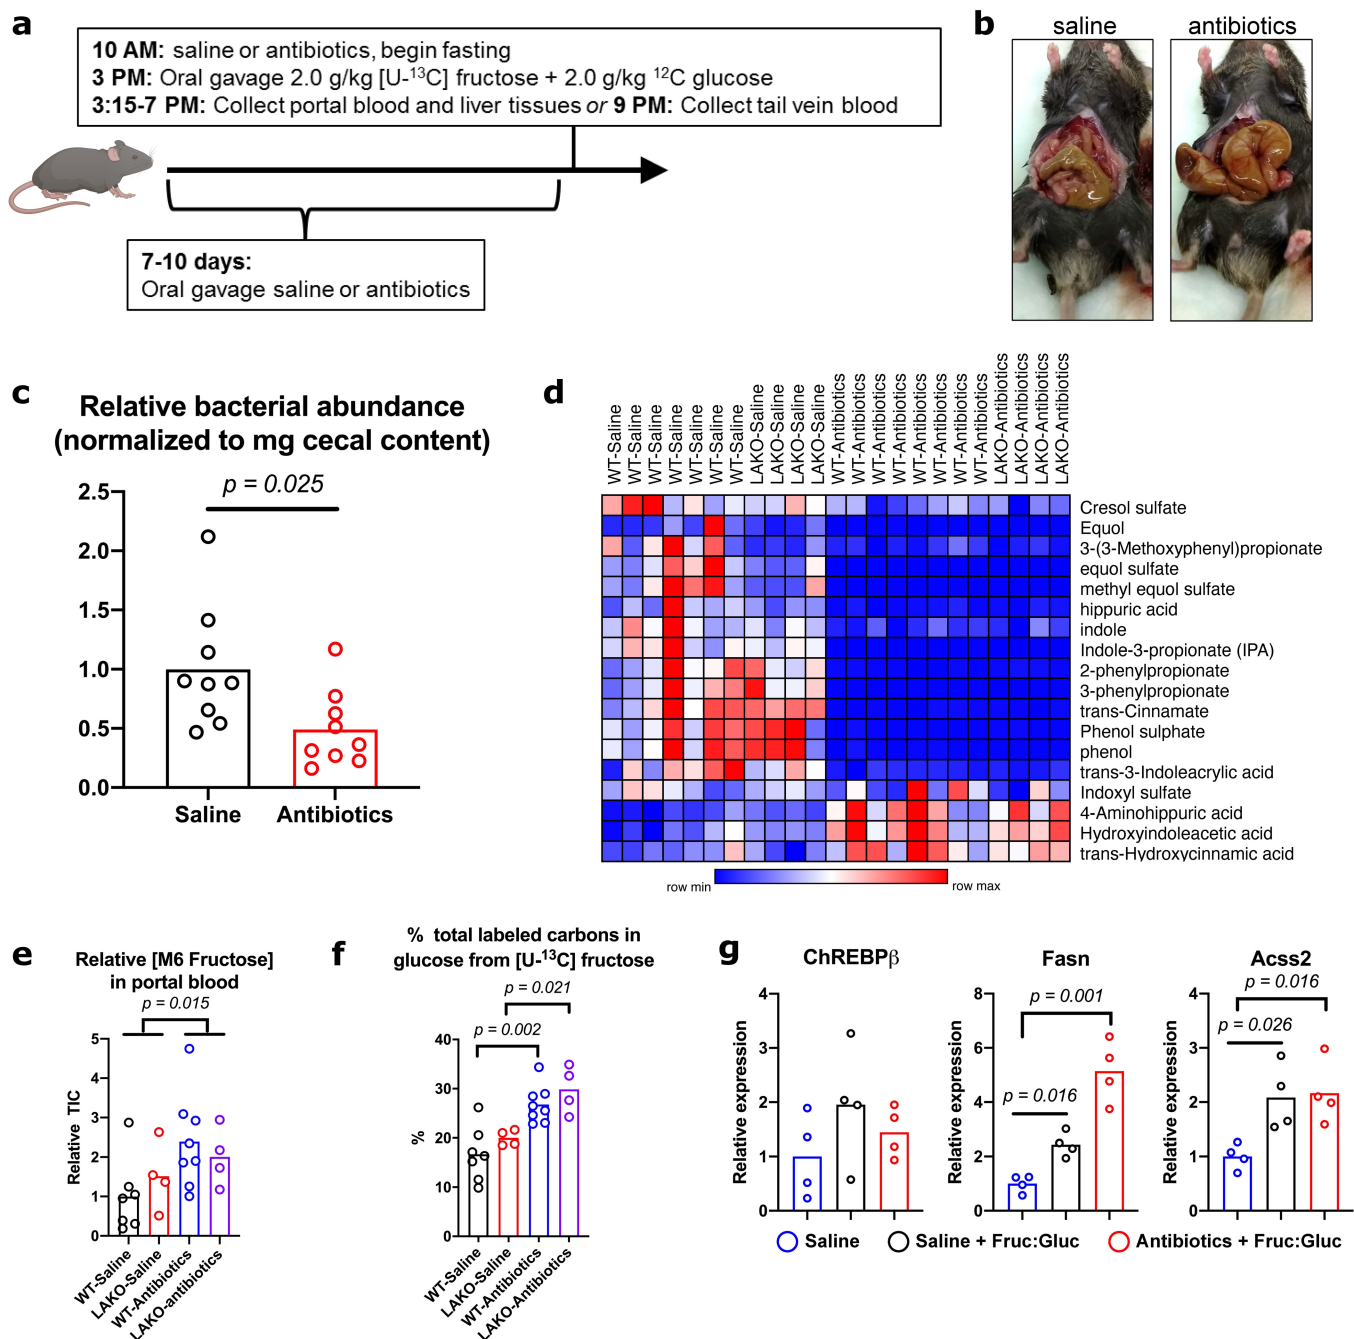 a
10 AM: saline or antibiotics, begin fasting
3 PM: Oral gavage 2.0 g/kg [U-¹³C] fructose + 2.0 g/kg ¹²C glucose
3:15-7 PM: Collect portal blood and liver tissues or 9 PM: Collect tail vein blood
7-10 days:
Oral gavage saline or antibiotics
b
saline
antibiotics
c
Relative bacterial abundance
(normalized to mg cecal content)
p = 0.025
2.5
2.0
1.5
1.0
0.5
0.0
Saline
Antibiotics
d
WT-Saline
WT-Saline
WT-Saline
WT-Saline
WT-Saline
WT-Saline
WT-Saline
LAKO-Saline
LAKO-Saline
LAKO-Saline
LAKO-Saline
WT-Antibiotics
WT-Antibiotics
WT-Antibiotics
WT-Antibiotics
WT-Antibiotics
WT-Antibiotics
WT-Antibiotics
WT-Antibiotics
LAKO-Antibiotics
LAKO-Antibiotics
LAKO-Antibiotics
LAKO-Antibiotics
Cresol sulfate
Equol
3-(3-Methoxyphenyl)propionate
equol sulfate
methyl equol sulfate
hippuric acid
indole
Indole-3-propionate (IPA)
2-phenylpropionate
3-phenylpropionate
trans-Cinnamate
Phenol sulphate
phenol
trans-3-Indoleacrylic acid
Indoxyl sulfate
4-Aminohippuric acid
Hydroxyindoleacetic acid
trans-Hydroxycinnamic acid
row min
row max
e
Relative [M6 Fructose]
in portal blood
p = 0.015
Relative TIC
5
4
3
2
1
0
WT-Saline
LAKO-Saline
WT-Antibiotics
LAKO-antibiotics
f
% total labeled carbons in
glucose from [U-¹³C] fructose
p = 0.021
p = 0.002
%
40
30
20
10
0
WT-Saline
LAKO-Saline
WT-Antibiotics
LAKO-Antibiotics
g
ChREBPβ
Relative expression
4
3
2
1
0
Fasn
p = 0.001
p = 0.016
Relative expression
8
6
4
2
0
Acss2
p = 0.016
p = 0.026
Relative expression
4
3
2
1
0
Saline
Saline + Fruc:Gluc
Antibiotics + Fruc:Gluc